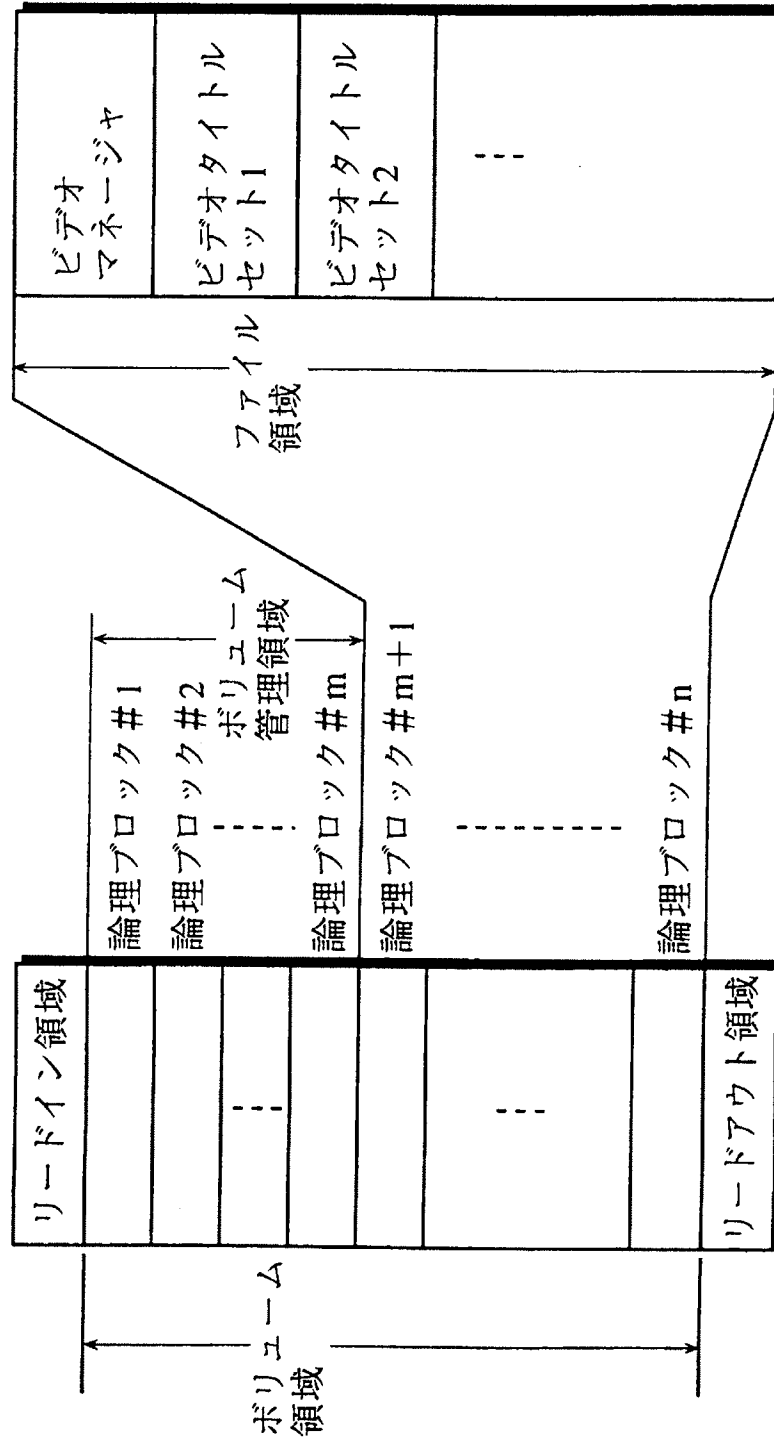 ボリューム
領域
リードイン領域
リードアウト領域
論理ブロック#1
論理ブロック#2
論理ブロック#m
論理ブロック#m+1
論理ブロック#n
ボリューム
管理領域
ファイル
領域
ビデオ
マネージャ
ビデオタイトル
セット1
ビデオタイトル
セット2